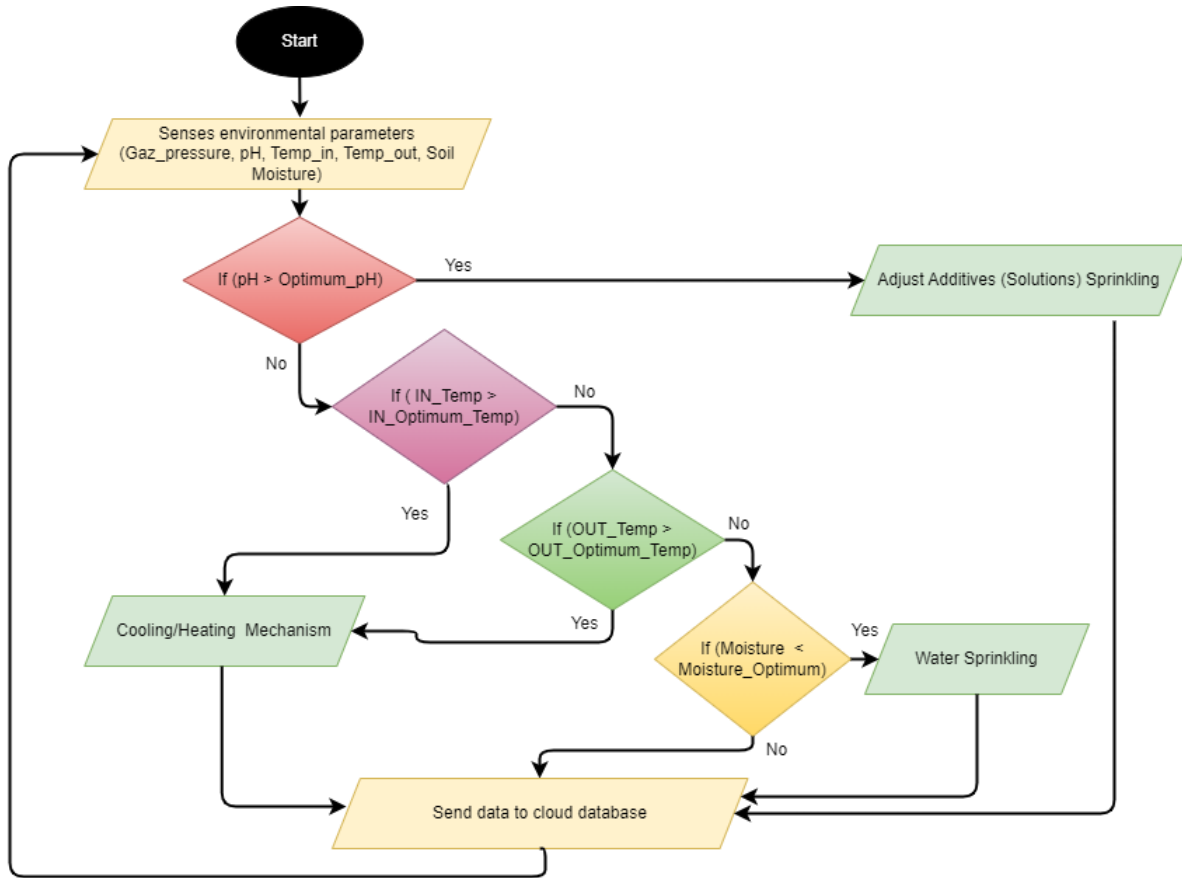 Start
Senses environmental parameters
(Gaz_pressure, pH, Temp_in, Temp_out, Soil
Moisture)
If (pH > Optimum_pH)
Yes
Adjust Additives (Solutions) Sprinkling
No
If ( IN_Temp >
IN_Optimum_Temp)
No
Yes
If (OUT_Temp >
OUT_Optimum_Temp)
No
Cooling/Heating  Mechanism
Yes
If (Moisture  <
Moisture_Optimum)
Yes
Water Sprinkling
No
Send data to cloud database